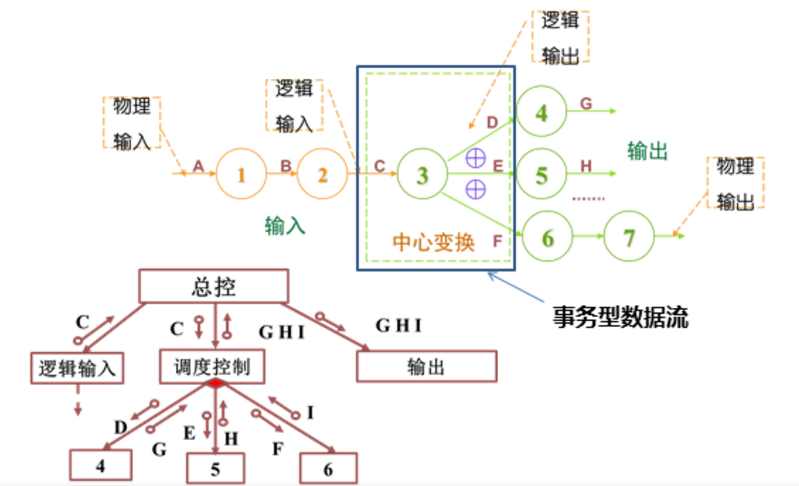 逻辑
输出
物理
输入
逻辑
输入
A
1
B
2
C
3
D
E
F
4
G
5
H
.......
6
7
输出
物理
输出
输入
中心变换
事务型数据流
总控
C
C
G H I
G H I
逻辑输入
调度控制
输出
D
G
E
H
F
I
4
5
6